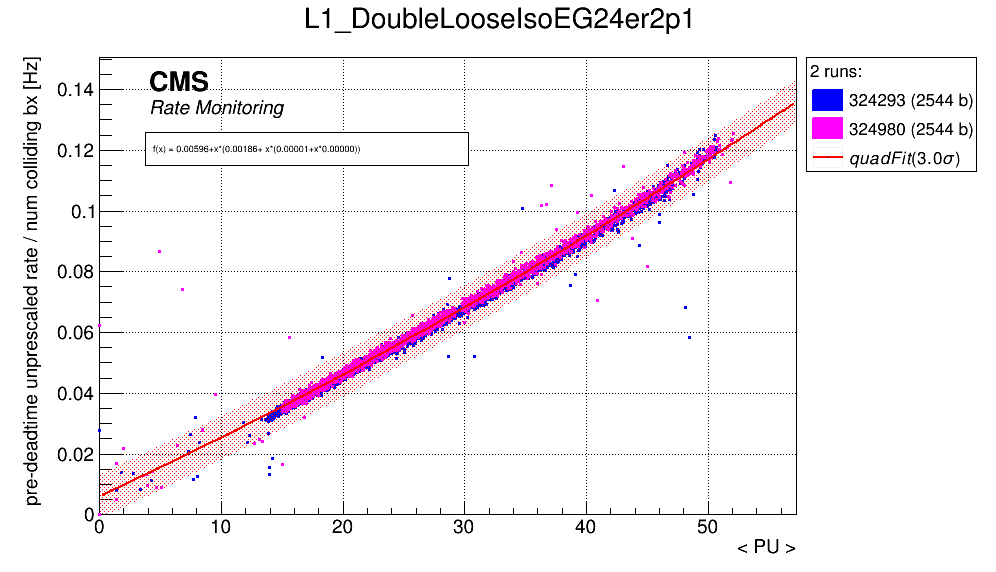 L1_DoubleLooseIsoEG24er2p1
pre-deadtime unprescaled rate / num colliding bx [Hz]
CMS
Rate Monitoring
f(x) = 0.00596+x*(0.00186+ x*(0.00001+x*0.00000))
2 runs:
324293 (2544 b)
324980 (2544 b)
quadFit(3.0σ)
0.14
0.12
0.1
0.08
0.06
0.04
0.02
0
0 10 20 30 40 50
< PU >